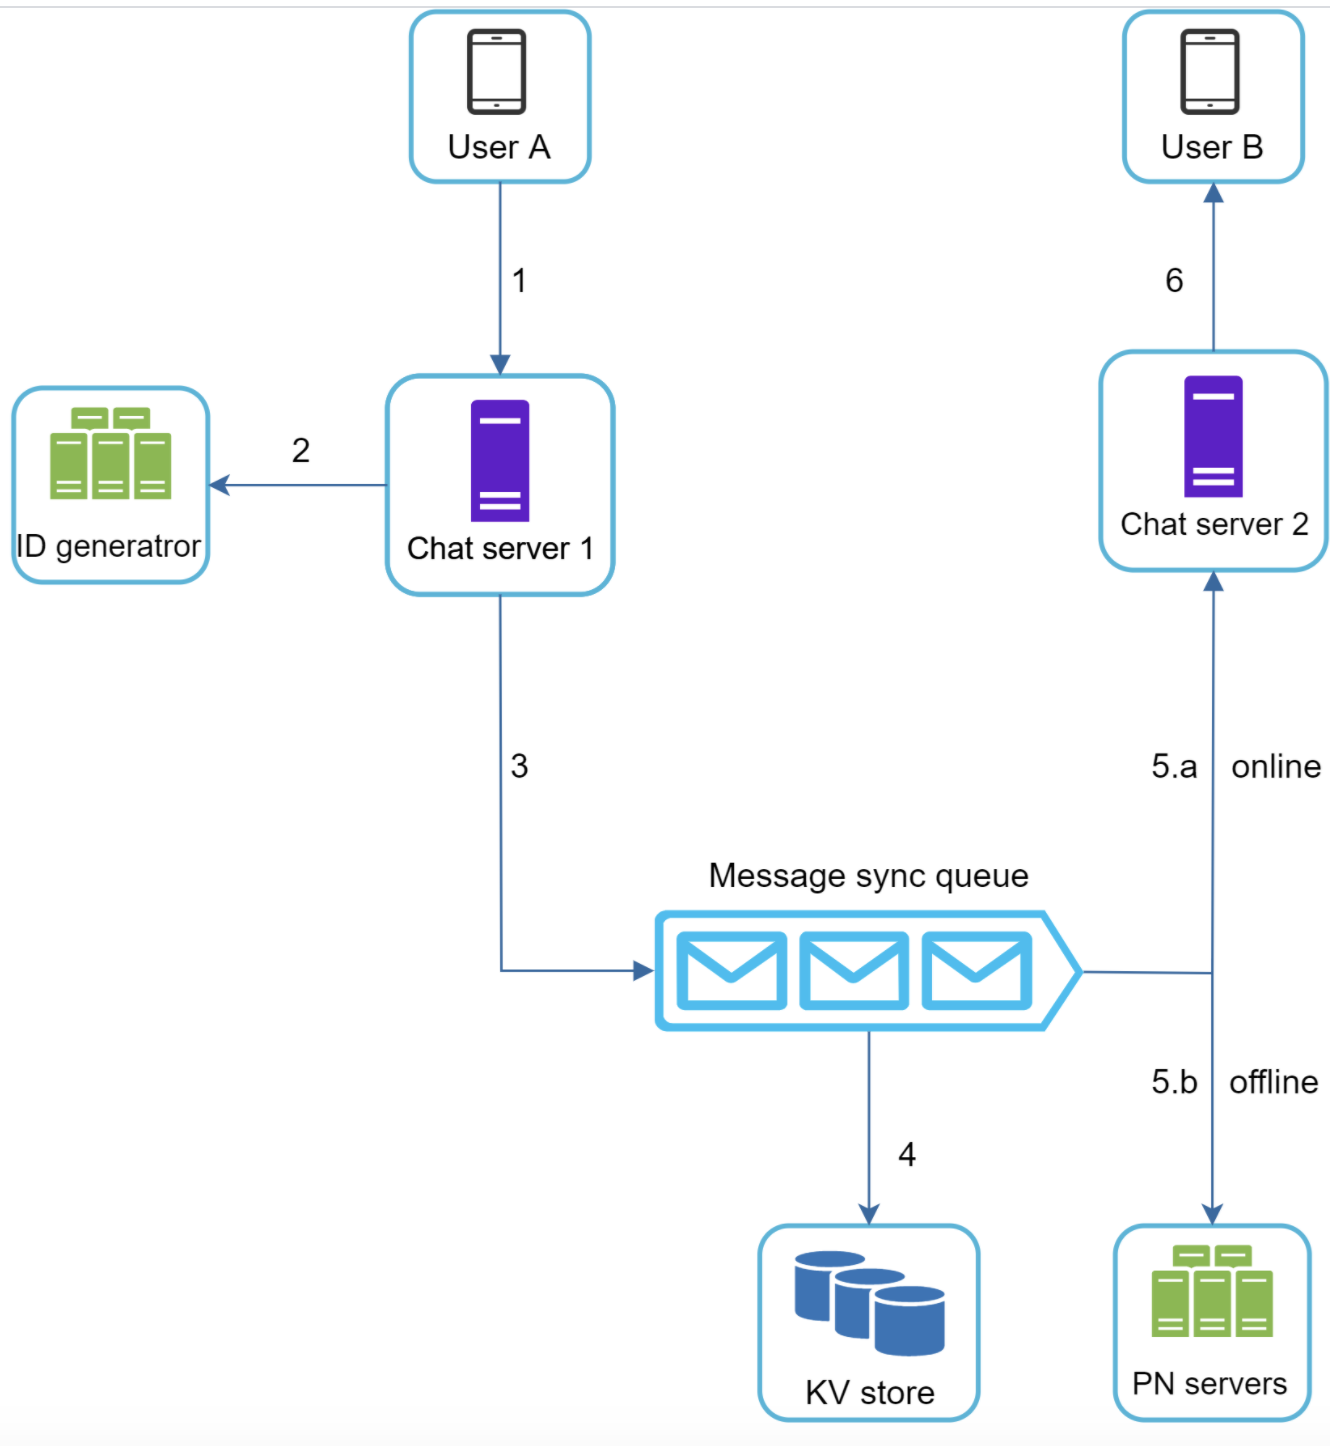 User A
User B
1
6
2
ID generatror
Chat server 1
Chat server 2
3
5.a online
Message sync queue
5.b offline
4
KV store
PN servers